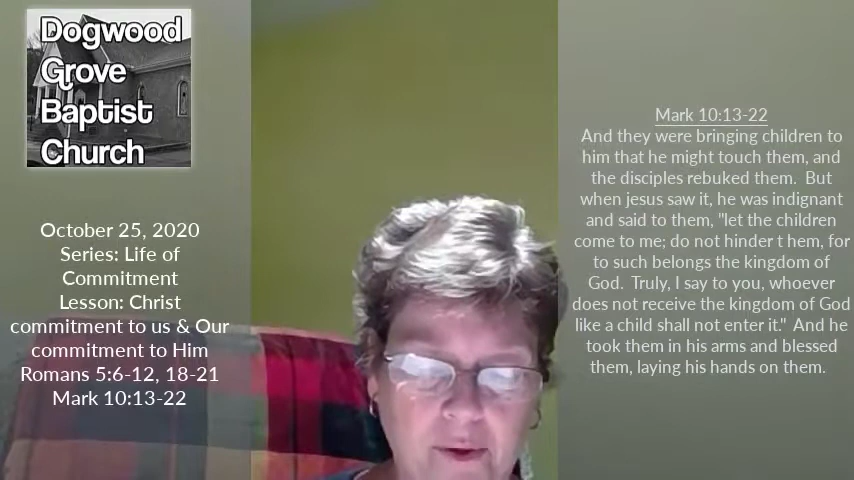 Dogwood
Grove
Baptist
Church
October 25, 2020
Series: Life of
Commitment
Lesson: Christ
commitment to us & Our
commitment to Him
Romans 5:6-12, 18-21
Mark 10:13-22
Mark 10:13-22
And they were bringing children to
him that he might touch them, and
the disciples rebuked them.  But
when jesus saw it, he was indignant
and said to them, "let the children
come to me; do not hinder t hem, for
to such belongs the kingdom of
God.  Truly, I say to you, whoever
does not receive the kingdom of God
like a child shall not enter it."  And he
took them in his arms and blessed
them, laying his hands on them.